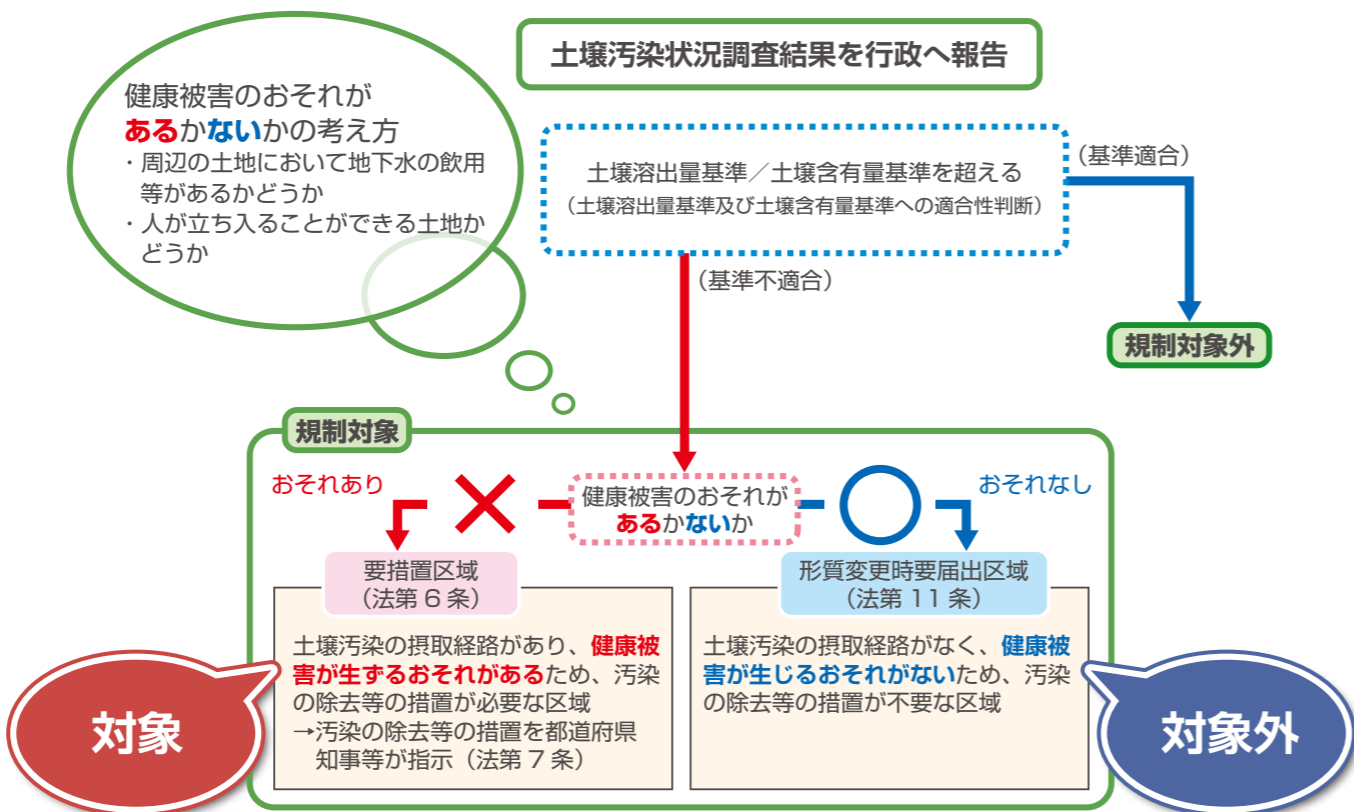 土壌汚染状況調査結果を行政へ報告
健康被害のおそれが
あるかないかの考え方
・周辺の土地において地下水の飲用
等があるかどうか
・人が立ち入ることができる土地か
どうか
土壌溶出量基準／土壌含有量基準を超える
（土壌溶出量基準及び土壌含有量基準への適合性判断）
（基準適合）
（基準不適合）
規制対象外
規制対象
おそれあり
健康被害のおそれが
あるかないか
おそれなし
要措置区域
（法第 6 条）
土壌汚染の摂取経路があり、健康被
害が生ずるおそれがあるため、汚染
の除去等の措置が必要な区域
→汚染の除去等の措置を都道府県
知事等が指示（法第 7 条）
形質変更時要届出区域
（法第 11 条）
土壌汚染の摂取経路がなく、健康被
害が生じるおそれがないため、汚染
の除去等の措置が不要な区域
対象
対象外